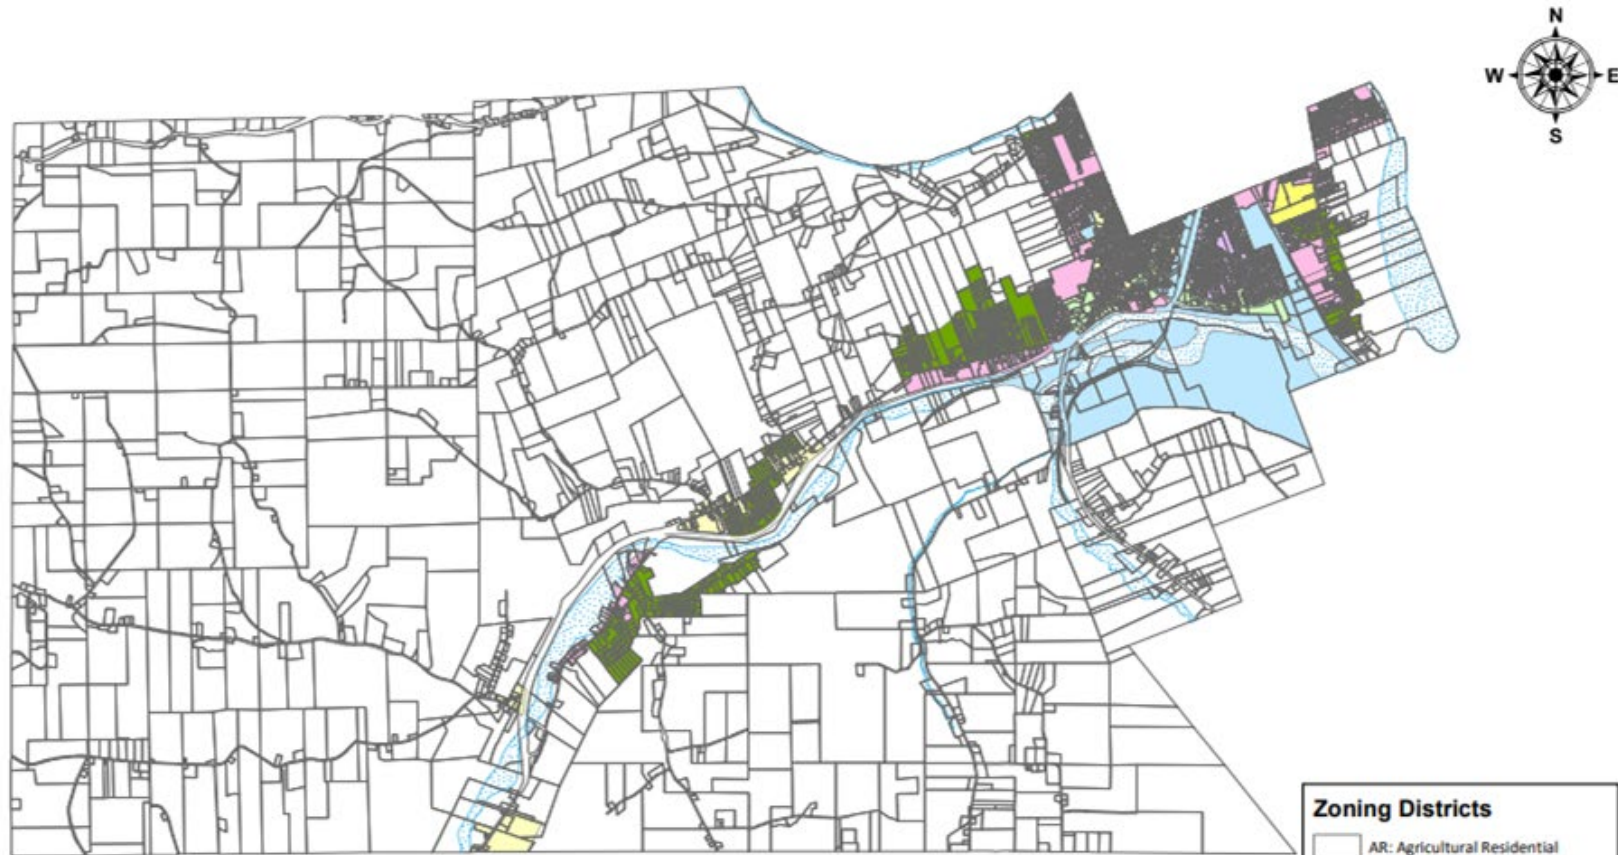 N
W E
S
Zoning Districts
AR: Agricultural Residential